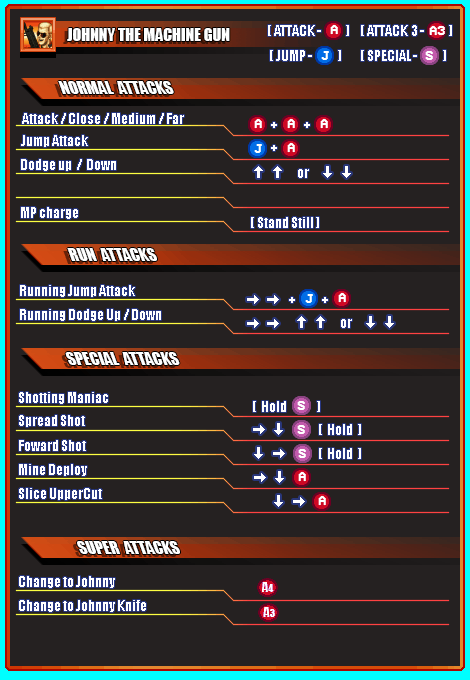 JOHNNY THE MACHINE GUN [ ATTACK - A ] [ ATTACK 3 - A3 ]
[ JUMP - J ] [ SPECIAL - S ]
NORMAL ATTACKS
Attack / Close / Medium / Far A + A + A
Jump Attack J + A
Dodge up / Down ↑ ↑ or ↓ ↓
MP charge [ Stand Still ]
RUN ATTACKS
Running Jump Attack → → + J + A
Running Dodge Up / Down → → ↑ ↑ or ↓ ↓
SPECIAL ATTACKS
Shotting Maniac [ Hold S ]
Spread Shot → ↓ S [ Hold ]
Foward Shot ↓ → S [ Hold ]
Mine Deploy → ↓ A
Slice UpperCut ↓ → A
SUPER ATTACKS
Change to Johnny A4
Change to Johnny Knife A3